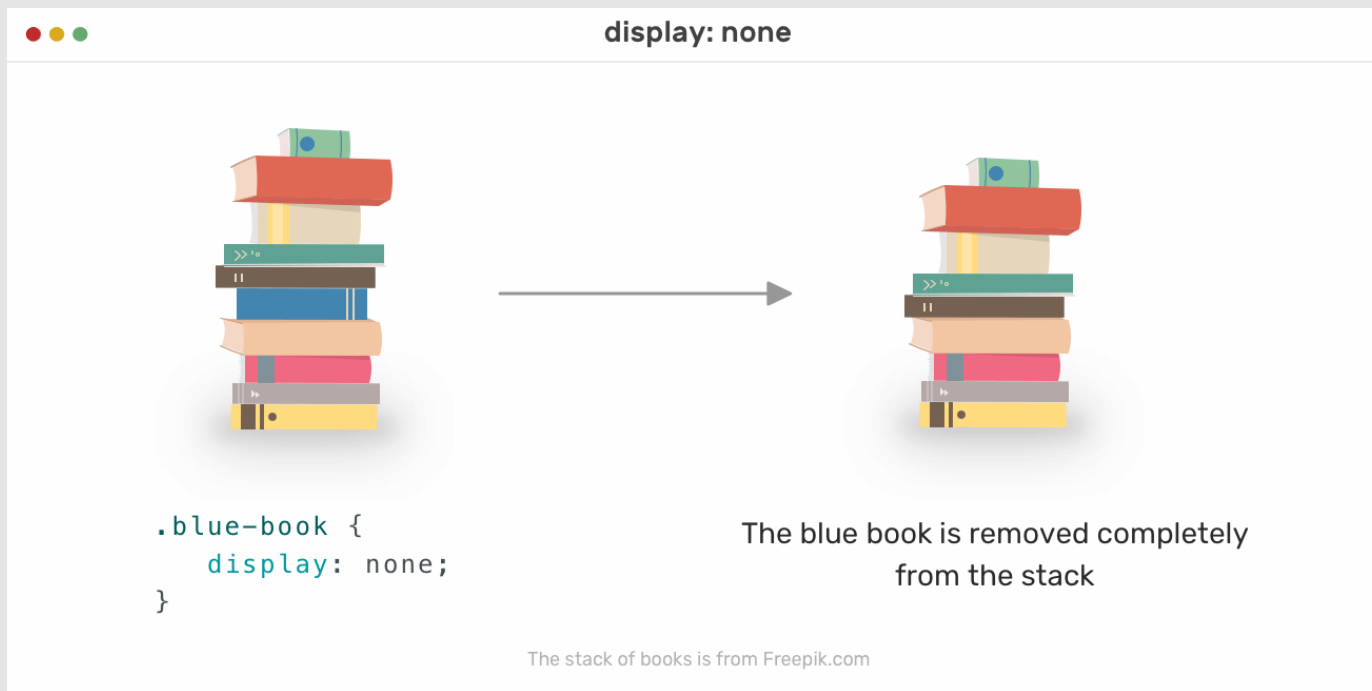 display: none
.blue-book {
display: none;
}
The blue book is removed completely
from the stack
The stack of books is from Freepik.com